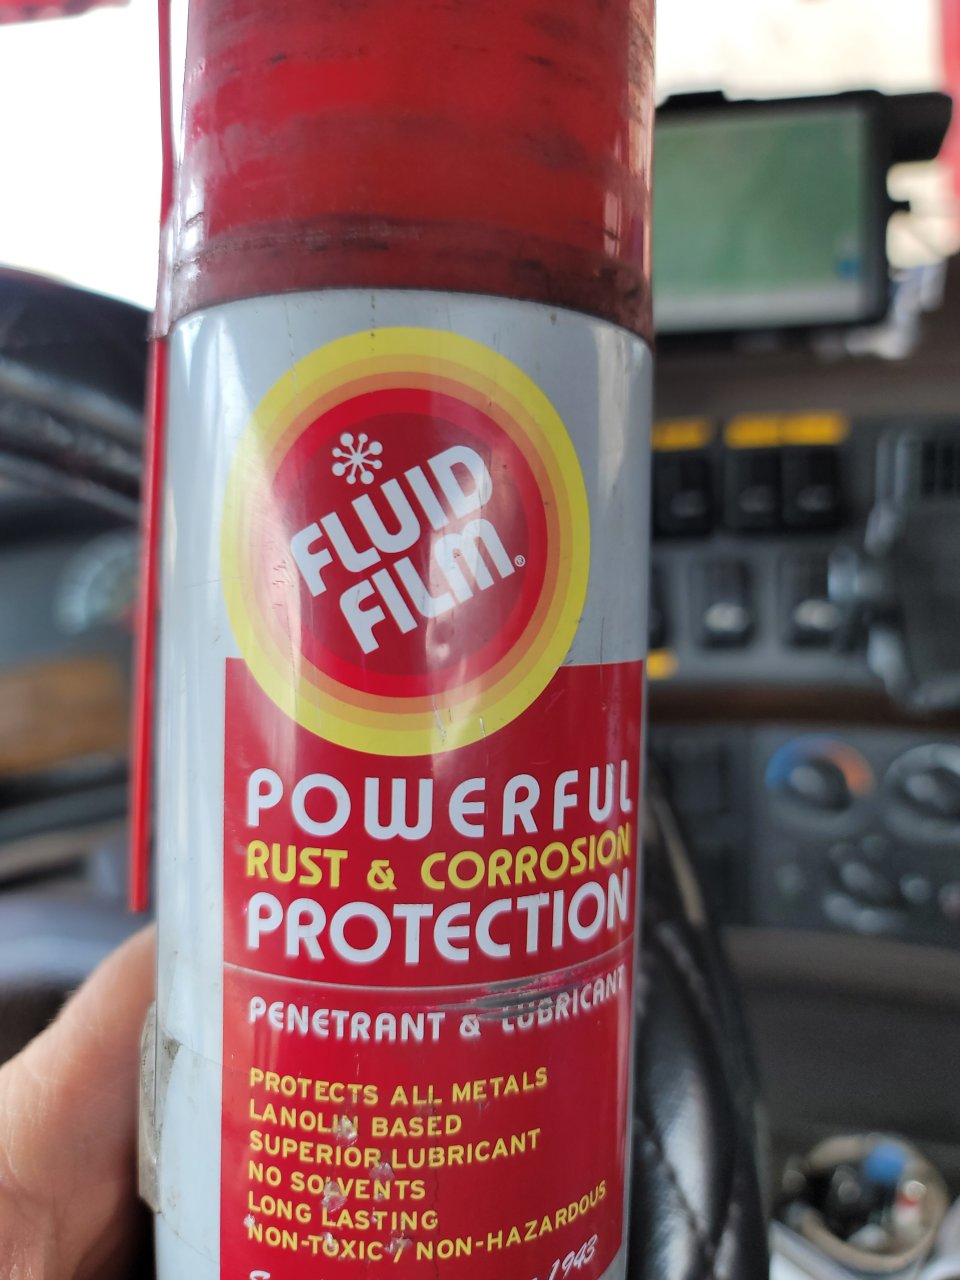 FLUID
FILM®
POWERFUL
RUST & CORROSION
PROTECTION
PENETRANT & LUBRICANT
PROTECTS ALL METALS
LANOLIN BASED
SUPERIOR LUBRICANT
NO SOLVENTS
LONG LASTING
NON-TOXIC / NON-HAZARDOUS
1943